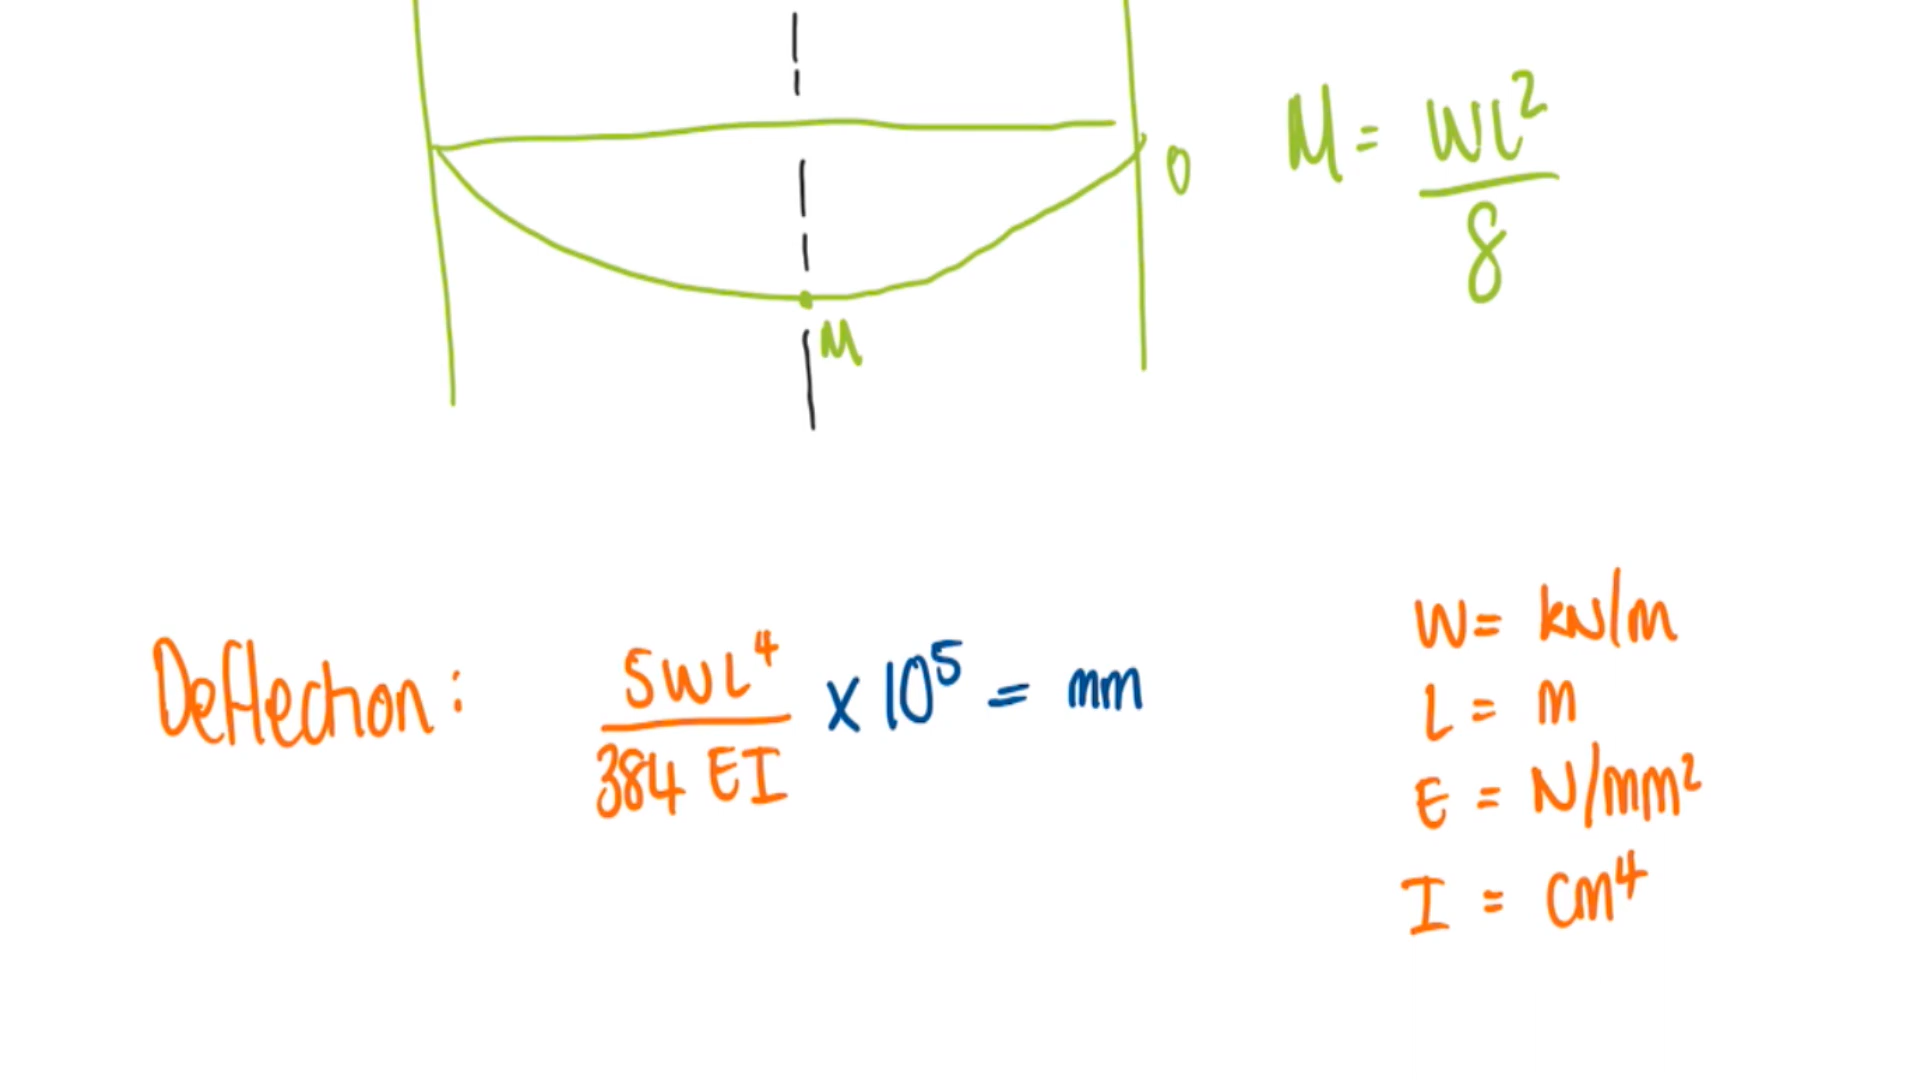 M = WL²/8
0
M
Deflection: 5WL⁴/384 EI x 10⁵ = mm
W = kN/m
L = m
E = N/mm²
I = cm⁴